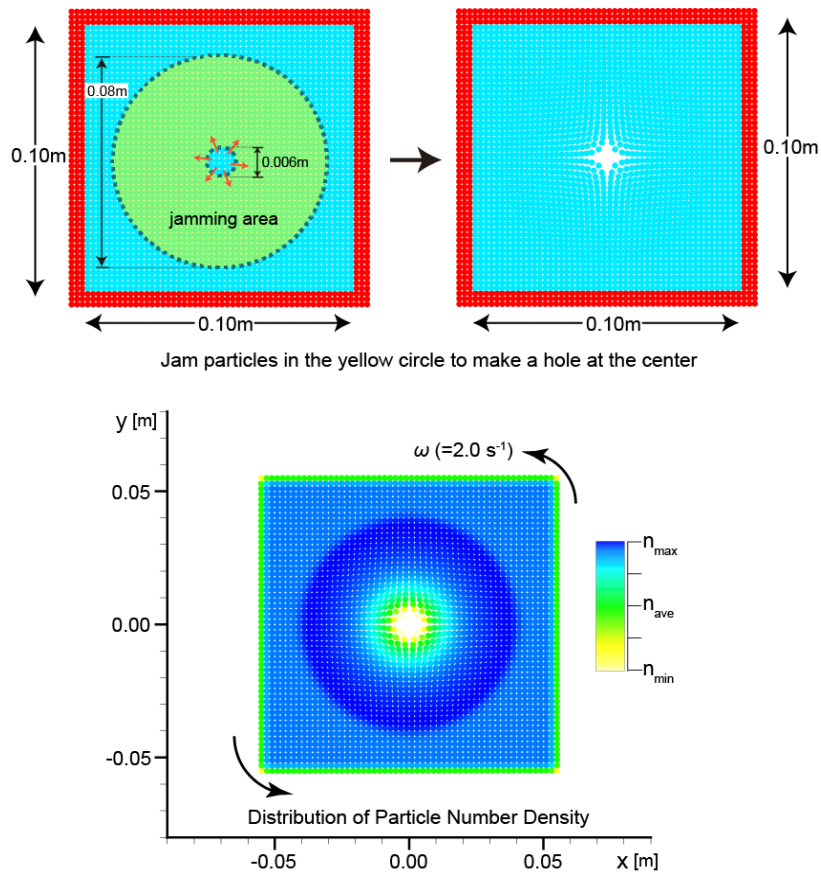 0.08m
0.10m
0.006m
jamming area
0.10m
0.10m
0.10m
Jam particles in the yellow circle to make a hole at the center
y [m]
ω (=2.0 s⁻¹)
0.05
0.00
-0.05
n_max
n_ave
n_min
Distribution of Particle Number Density
-0.05
0.00
0.05
x [m]